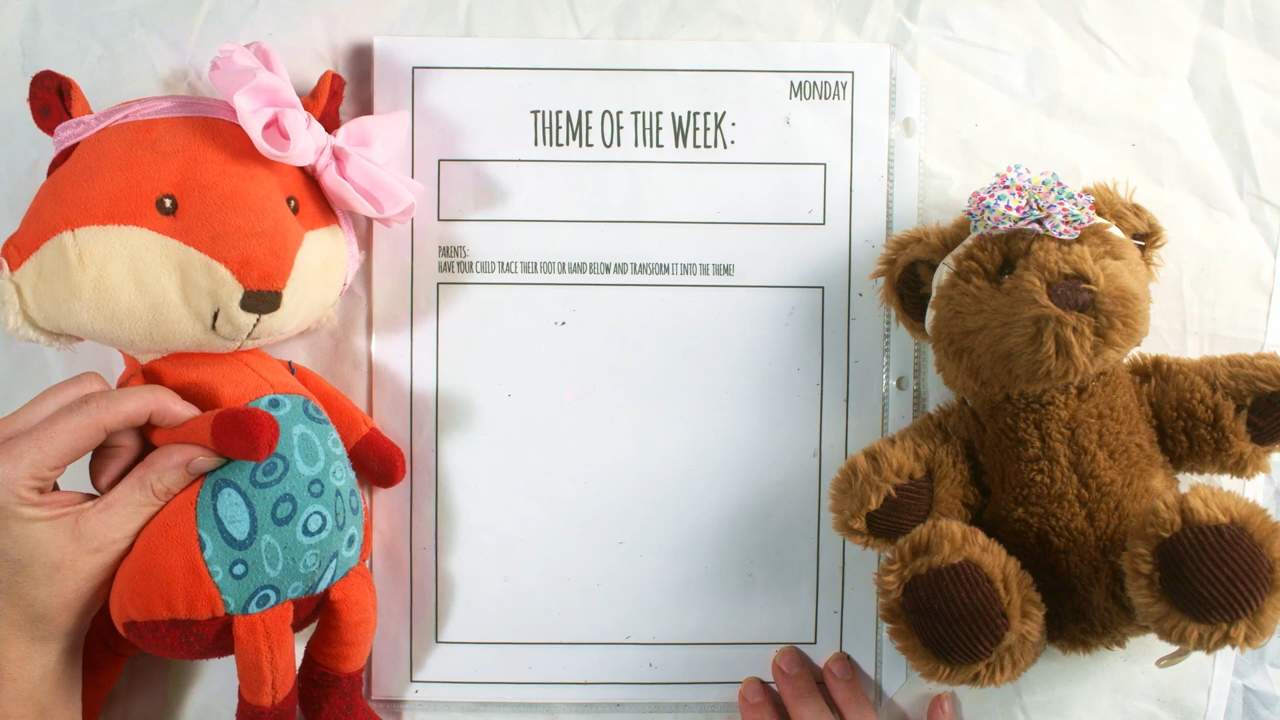 MONDAY
THEME OF THE WEEK:
PARENTS:
HAVE YOUR CHILD TRACE THEIR FOOT OR HAND BELOW AND TRANSFORM IT INTO THE THEME!